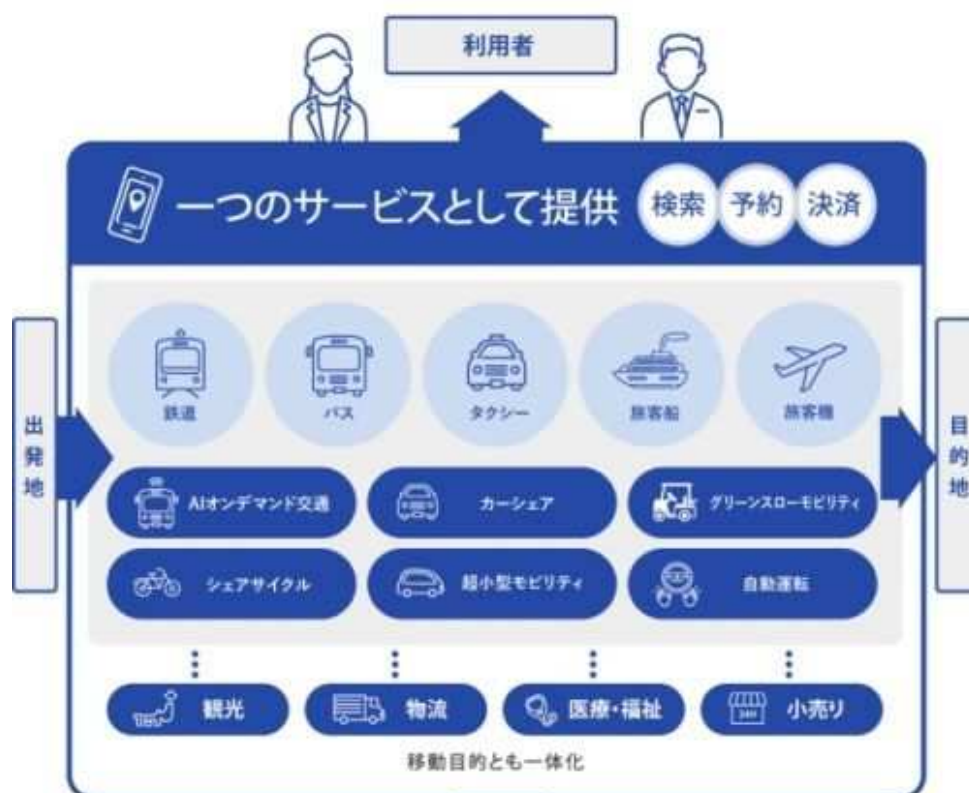 利用者
一つのサービスとして提供 検索 予約 決済
出発地
鉄道 バス タクシー 旅客船 旅客機
目的地
AIオンデマンド交通 カーシェア グリーンスローモビリティ
シェアサイクル 超小型モビリティ 自動運転
観光 物流 医療・福祉 小売り
移動目的とも一体化